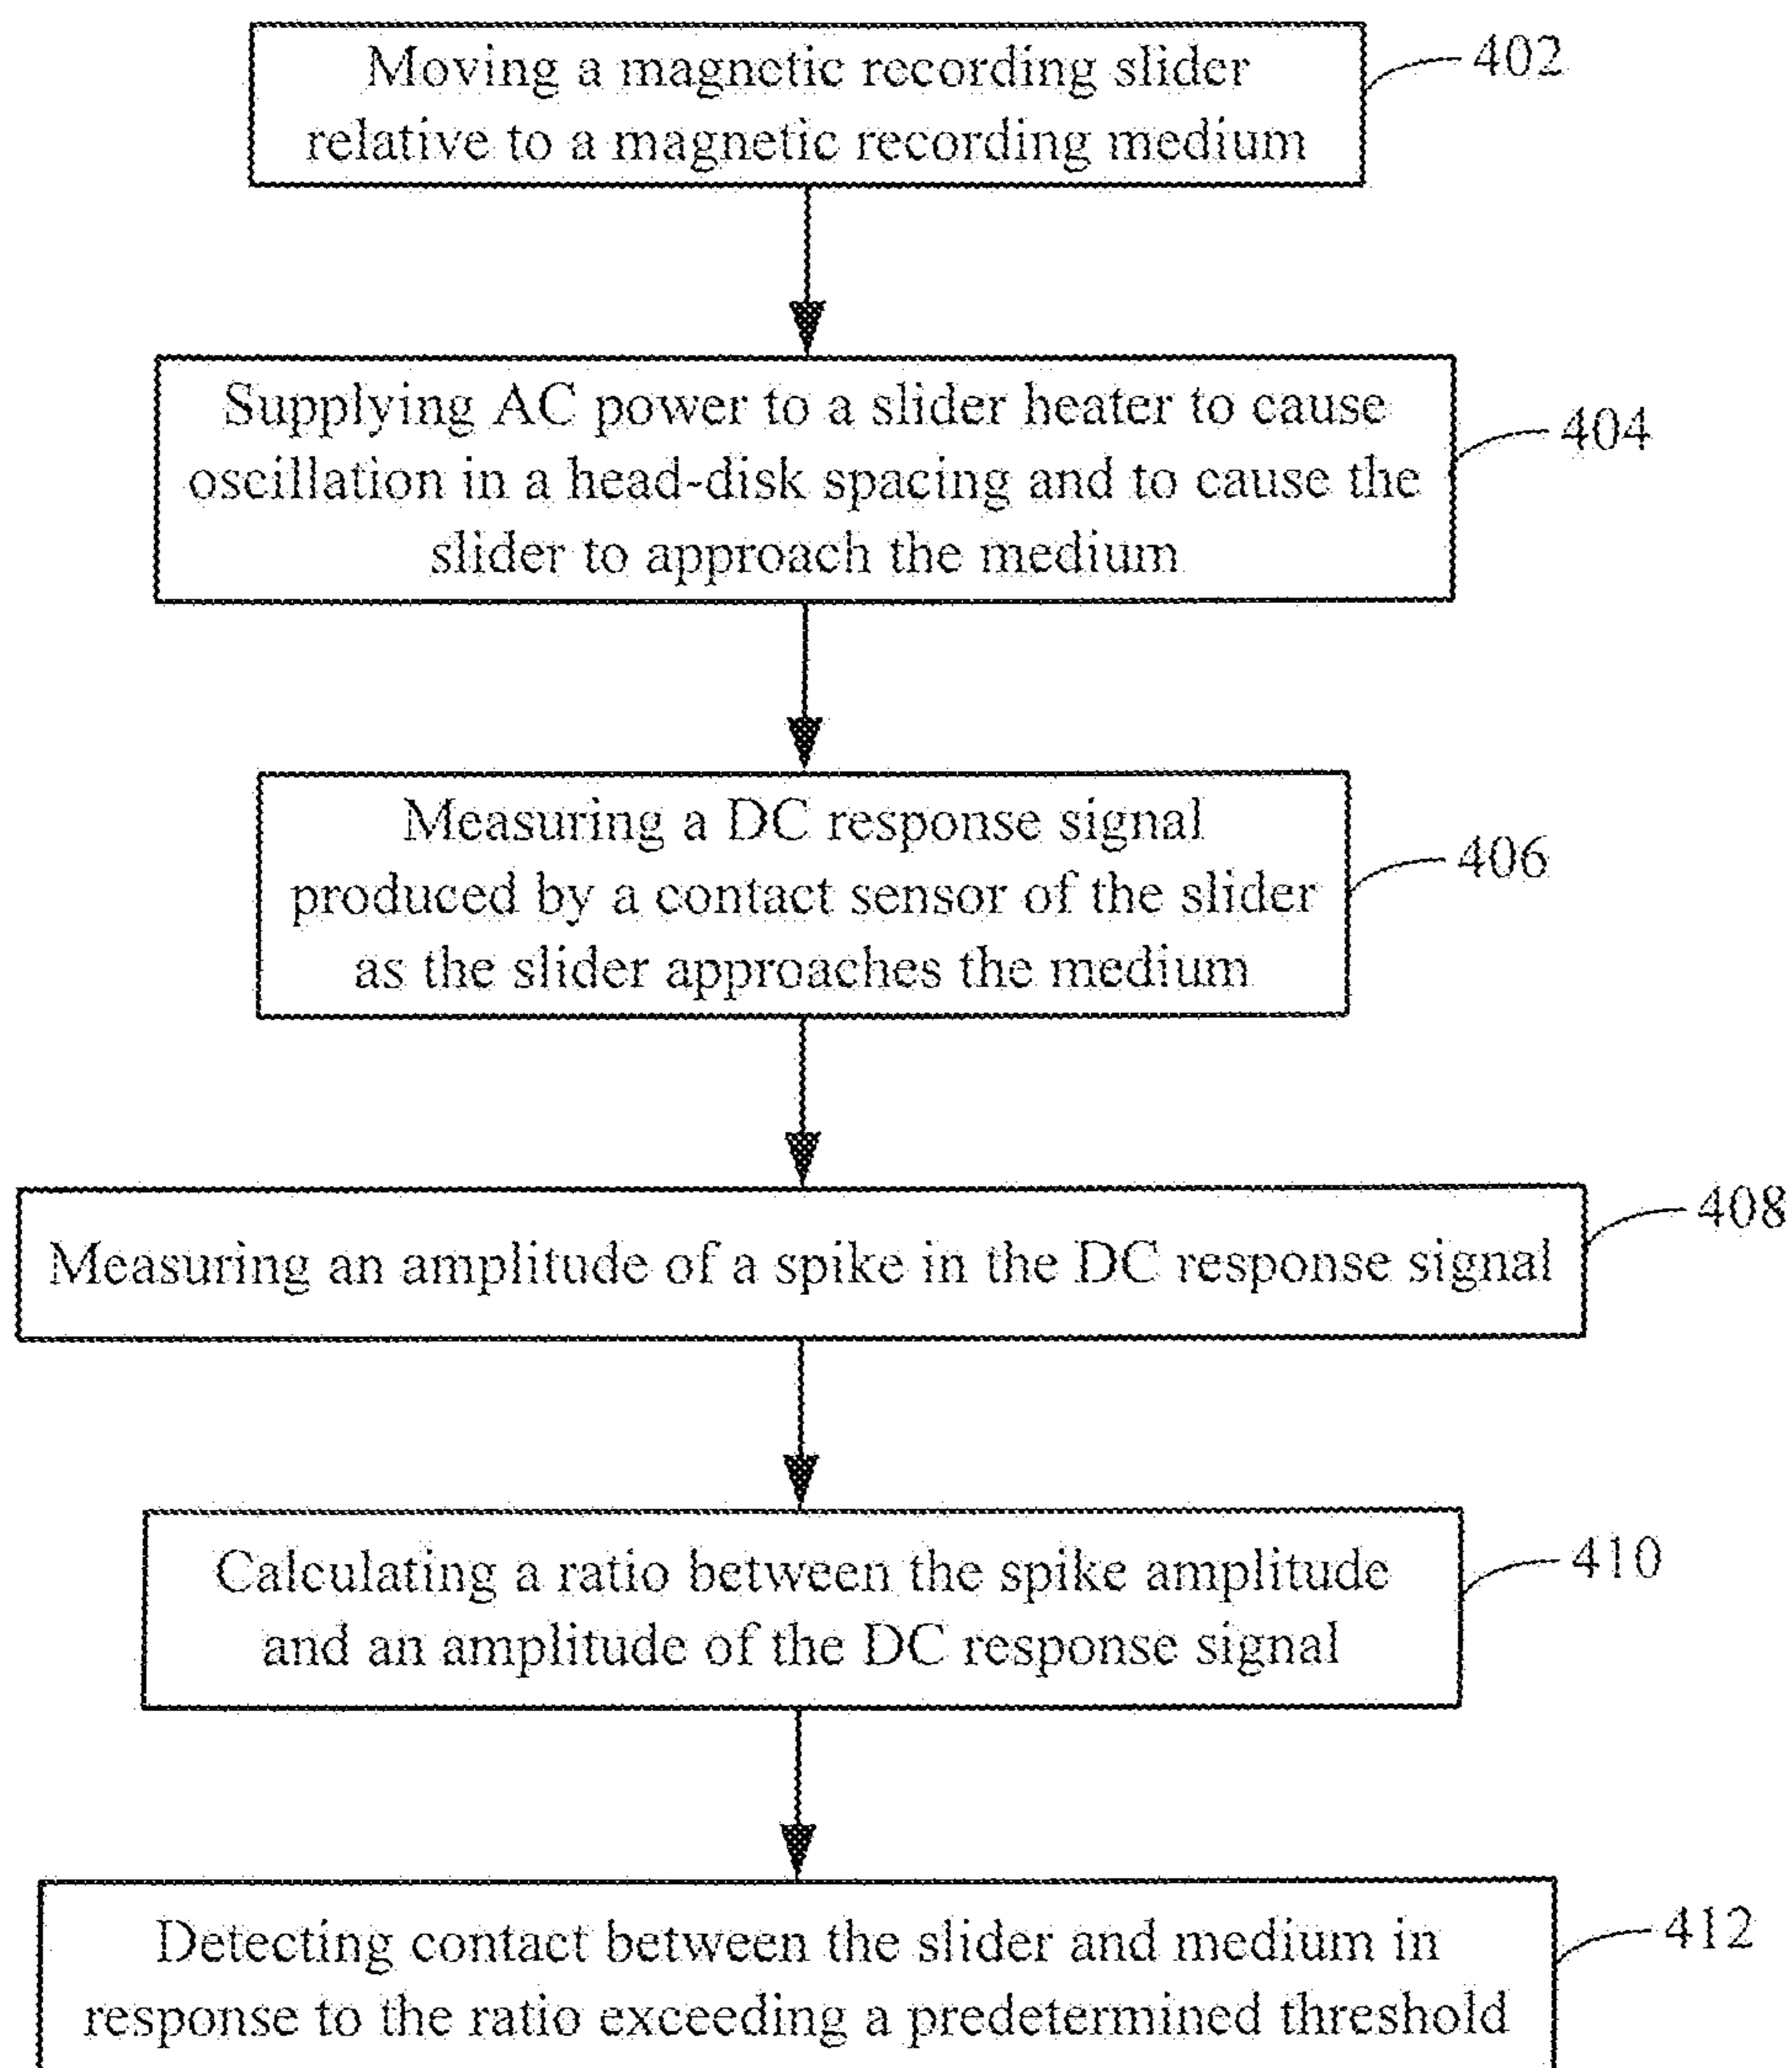 Moving a magnetic recording slider
relative to a magnetic recording medium
402
Supplying AC power to a slider heater to cause
oscillation in a head-disk spacing and to cause the
slider to approach the medium
404
Measuring a DC response signal
produced by a contact sensor of the slider
as the slider approaches the medium
406
Measuring an amplitude of a spike in the DC response signal
408
Calculating a ratio between the spike amplitude
and an amplitude of the DC response signal
410
Detecting contact between the slider and medium in
response to the ratio exceeding a predetermined threshold
412